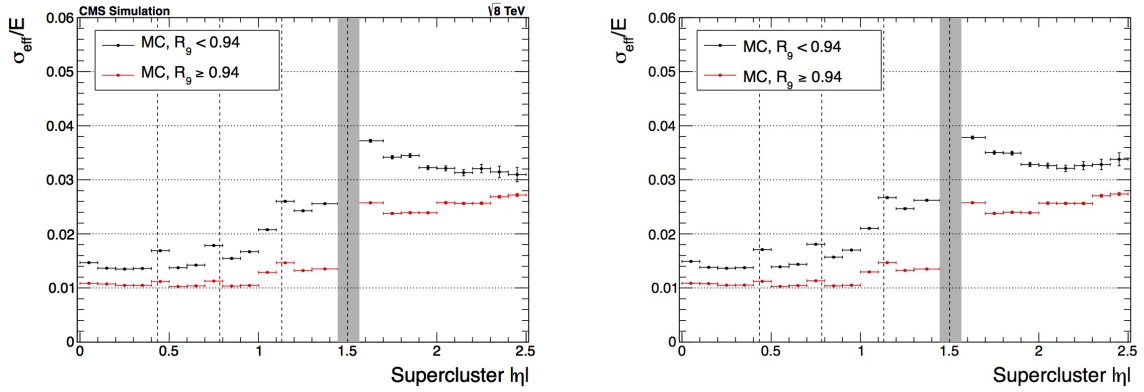 CMS Simulation √8 TeV
σeff/E
0.06
0.05
0.04
0.03
0.02
0.01
0
MC, R9 < 0.94
MC, R9 ≥ 0.94
0 0.5 1 1.5 2 2.5
Supercluster |η|
σeff/E
0.06
0.05
0.04
0.03
0.02
0.01
0
MC, R9 < 0.94
MC, R9 ≥ 0.94
0 0.5 1 1.5 2 2.5
Supercluster |η|